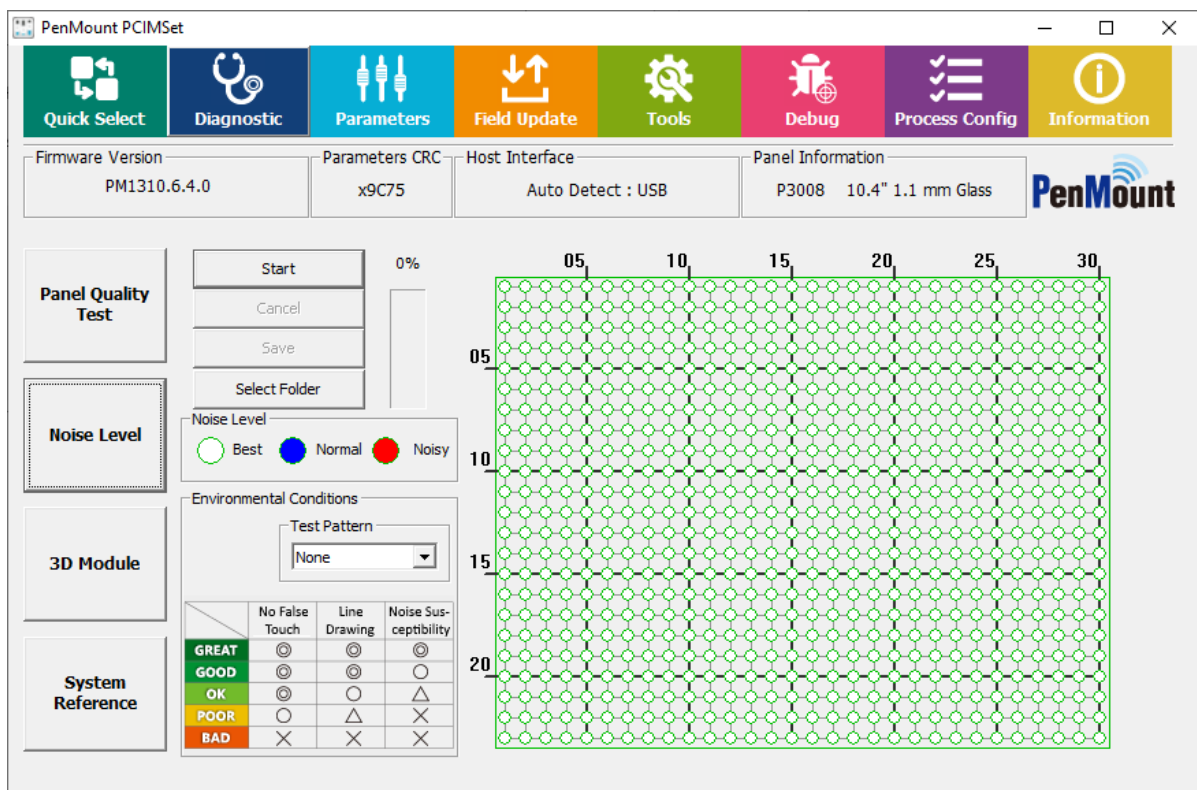 PenMount PCIMSet
Quick Select
Diagnostic
Parameters
Field Update
Tools
Debug
Process Config
Information
Firmware Version
PM1310.6.4.0
Parameters CRC
x9C75
Host Interface
Auto Detect : USB
Panel Information
P3008 10.4" 1.1 mm Glass
PenMount
Panel Quality
Test
Noise Level
3D Module
System
Reference
Start
Cancel
Save
Select Folder
0%
Noise Level
Best
Normal
Noisy
Environmental Conditions
Test Pattern
None
No False
Touch
Line
Drawing
Noise Sus-
ceptibility
GREAT ◎ ◎ ◎
GOOD ◎ ◎ ○
OK ◎ ○ △
POOR ○ △ ×
BAD × × ×
05 10 15 20 25 30
05
10
15
20